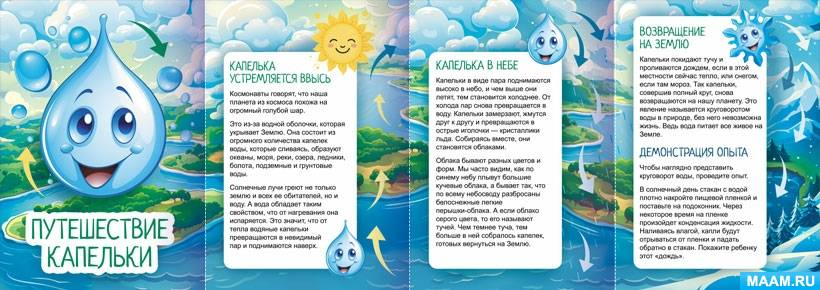 ПУТЕШЕСТВИЕ
КАПЕЛЬКИ
КАПЕЛЬКА
УСТРЕМЛЯЕТСЯ ВВЫСЬ
Космонавты говорят, что наша
планета из космоса похожа на
огромный голубой шар.
Это из-за водной оболочки, которая
укрывает Землю. Она состоит из
огромного количества капелек
воды, которые сливаясь, образуют
океаны, моря, реки, озера, ледники,
болота, подземные и грунтовые
воды.
Солнечные лучи греют не только
землю и всех ее обитателей, но и
воду. А вода обладает таким
свойством, что от нагревания она
испаряется. Это значит, что от
тепла водяные капельки
превращаются в невидимый
пар и поднимаются наверх.
КАПЕЛЬКА В НЕБЕ
Капельки в виде пара поднимаются
высоко в небо, и чем выше они
летят, тем становится холоднее. От
холода пар снова превращается в
воду. Капельки замерзают, жмутся
друг к другу и превращаются в
острые иголочки — кристаллики
льда. Собираясь вместе, они
становятся облаками.
Облака бывают разных цветов и
форм. Мы часто видим, как по
синему небу плывут большие
кучевые облака, а бывает так, что
по всему небосводу разбросаны
белоснежные легкие
перышки-облака. А если облако
серого цвета, то его называют
тучей. Чем темнее туча, тем
больше в ней собралось капелек,
готовых вернуться на Землю.
ВОЗВРАЩЕНИЕ
НА ЗЕМЛЮ
Капельки покидают тучу и
проливаются дождем, если в этой
местности сейчас тепло, или снегом,
если там мороз. Так капельки,
совершив полный круг, снова
возвращаются на нашу планету. Это
явление называется круговоротом
воды в природе, без него невозможна
жизнь. Ведь вода питает все живое на
Земле.
ДЕМОНСТРАЦИЯ ОПЫТА
Чтобы наглядно представить
круговорот воды, проведите опыт.
В солнечный день стакан с водой
плотно накройте пищевой пленкой и
поставьте на подоконник. Через
некоторое время на пленке
произойдет конденсация жидкости.
Наливаясь влагой, капли будут
отрываться от пленки и падать
обратно в стакан. Покажите ребенку
этот «дождь».
MAAM.RU